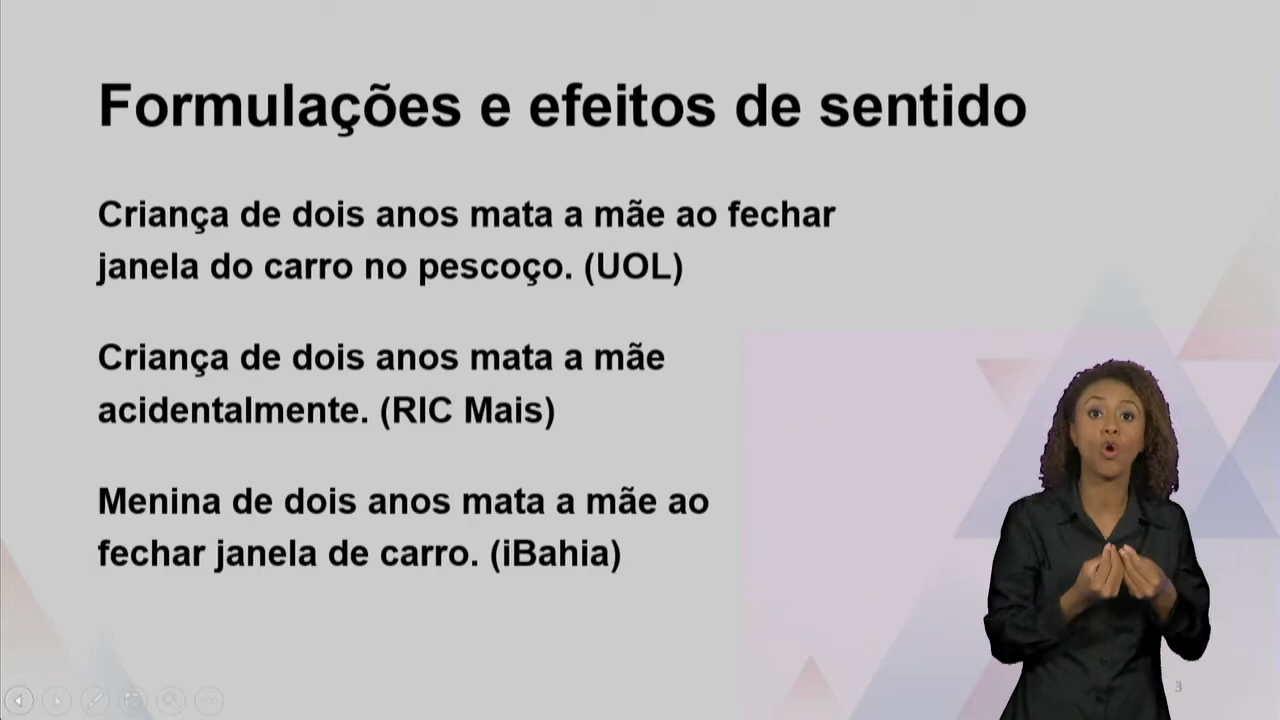 Formulações e efeitos de sentido
Criança de dois anos mata a mãe ao fechar
janela do carro no pescoço. (UOL)
Criança de dois anos mata a mãe
acidentalmente. (RIC Mais)
Menina de dois anos mata a mãe ao
fechar janela de carro. (iBahia)
3